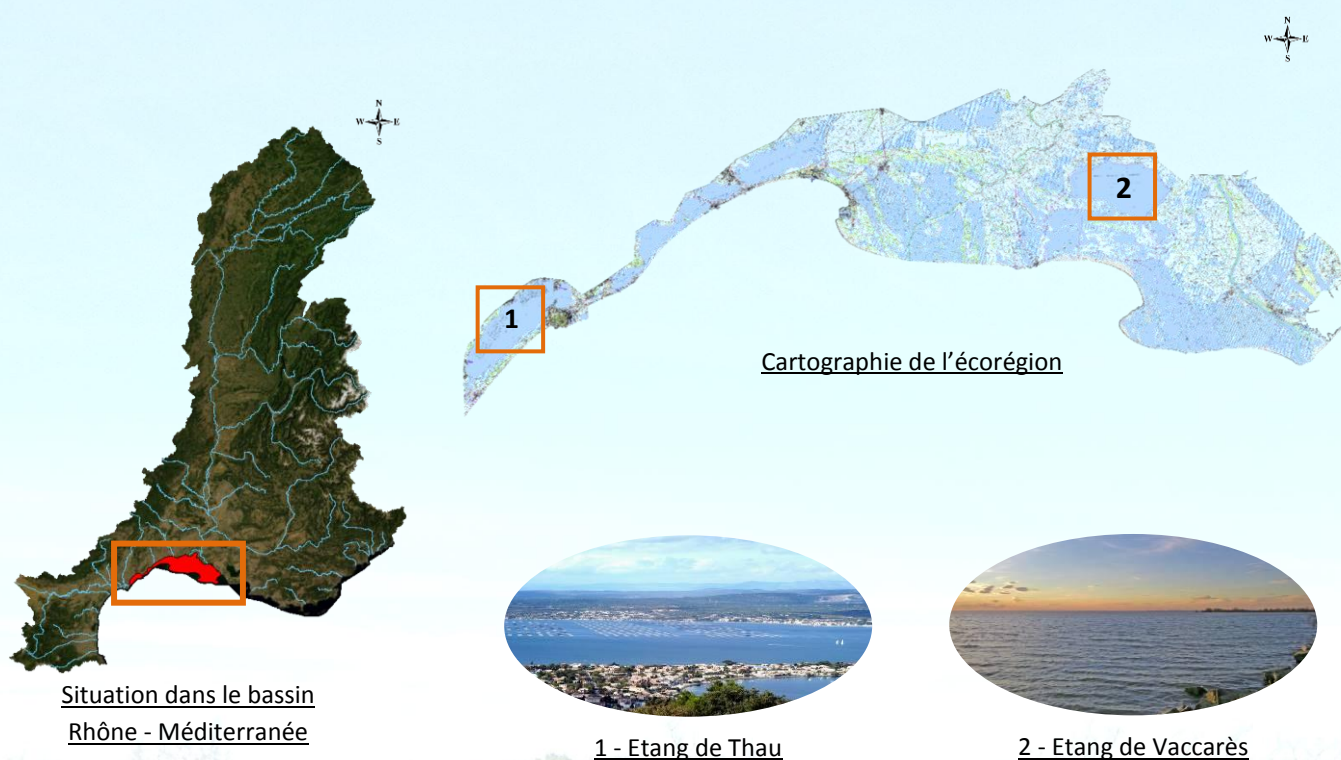 N
W E
S
N
W E
S
1
2
Cartographie de l'écorégion
Situation dans le bassin
Rhône - Méditerranée
1 - Etang de Thau
2 - Etang de Vaccarès